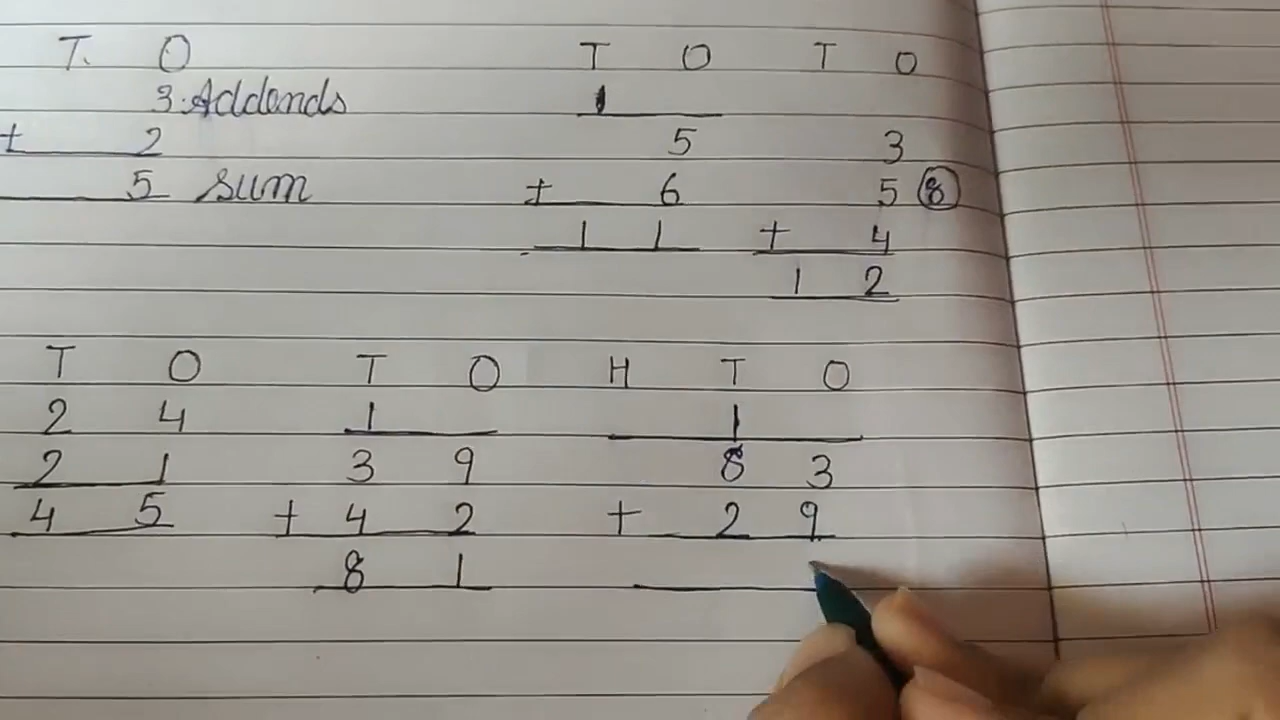 T. O
3. Addends
+ 2
5 sum
T O
1
5
+ 6
1 1
T O
3
5 8
+ 4
1 2
T O
2 4
2 1
4 5
T O
1
3 9
+ 4 2
8 1
H T O
1
8 3
+ 2 9